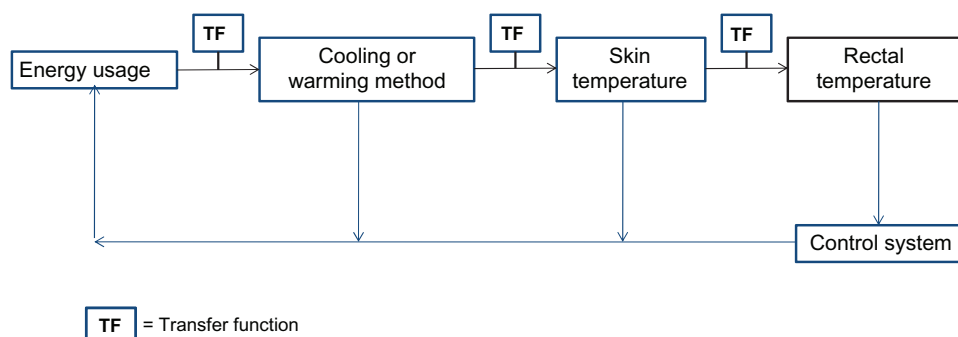 TF
TF
TF
Energy usage
Cooling or
warming method
Skin
temperature
Rectal
temperature
Control system
TF = Transfer function